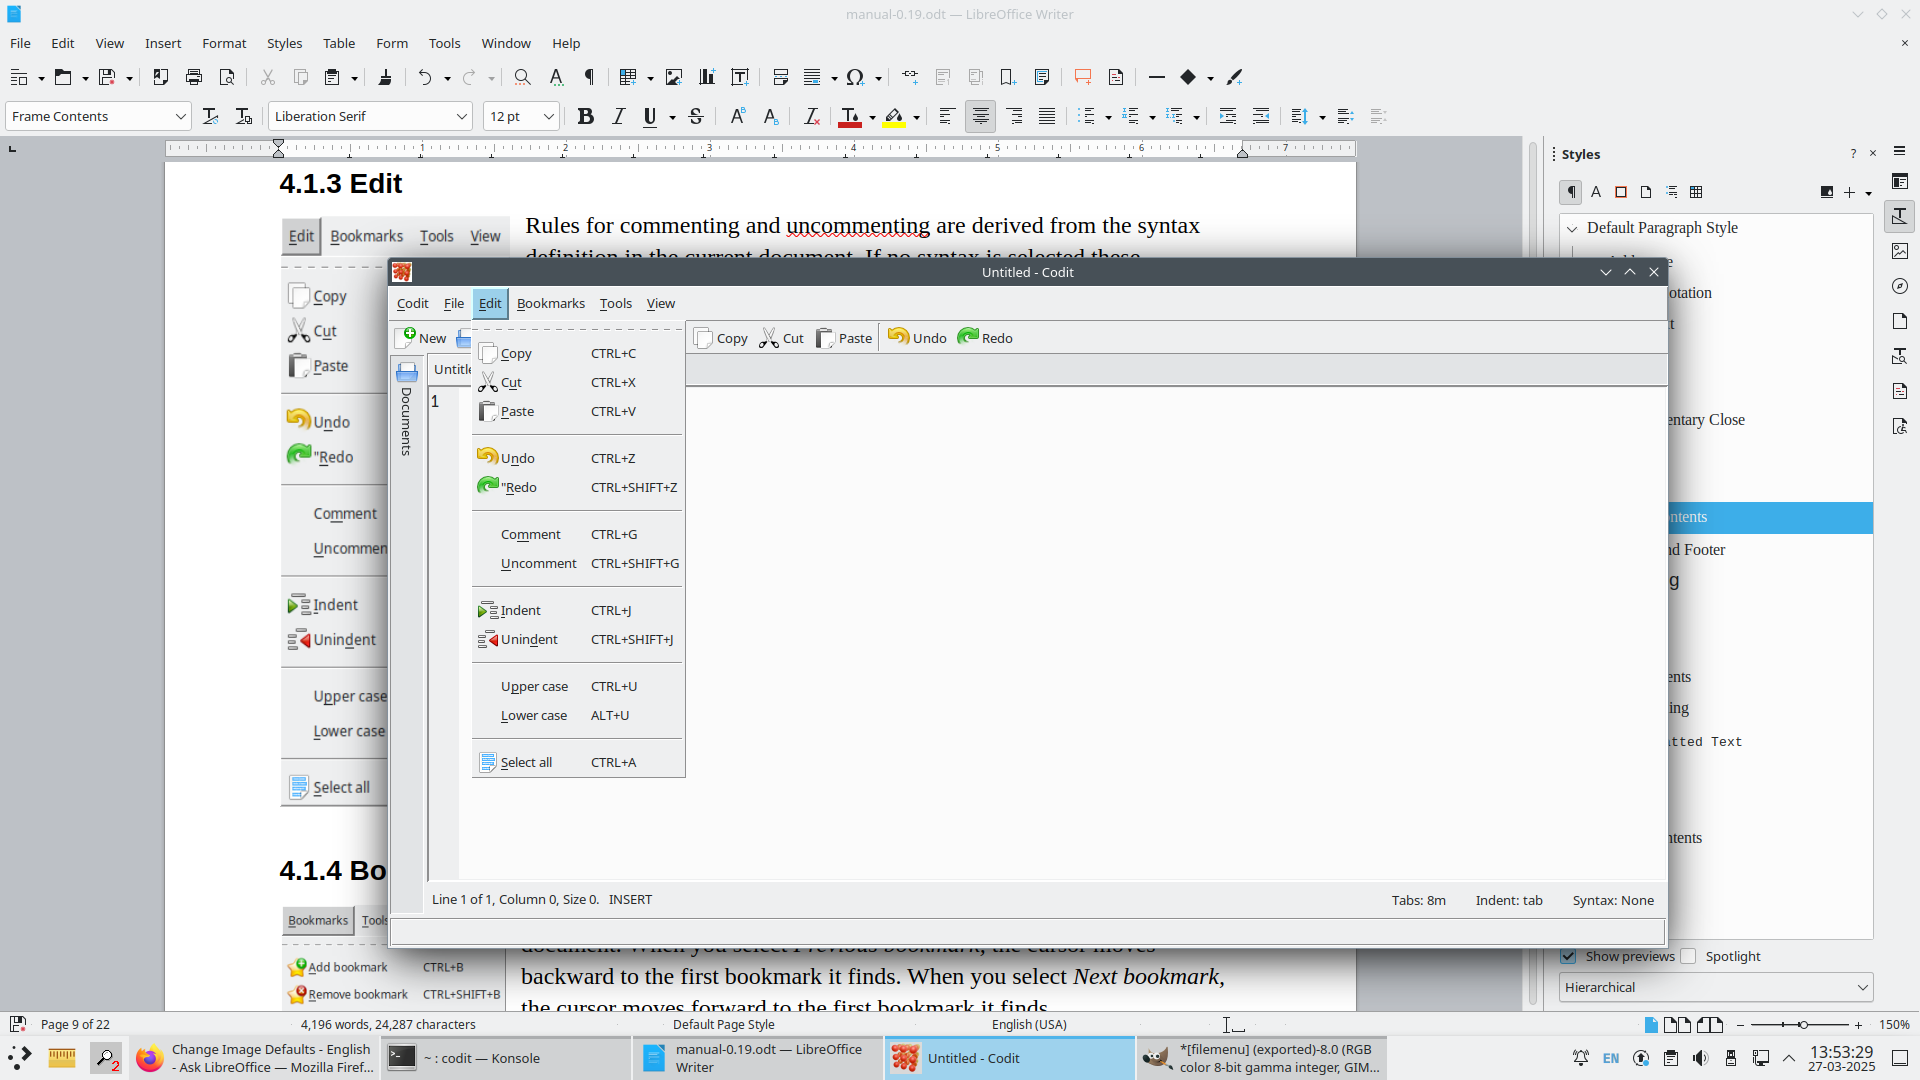 manual-0.19.odt — LibreOffice Writer
File Edit View Insert Format Styles Table Form Tools Window Help
Frame Contents Liberation Serif 12 pt
1 2 3 4 5 6 7
4.1.3 Edit
Edit Bookmarks Tools View
Copy
Cut
Paste
Undo
"Redo
Comment
Uncommen
Indent
Unindent
Upper case
Lower case
Select all
Rules for commenting and uncommenting are derived from the syntax
definition in the current document. If no syntax is selected these
Untitled - Codit
Codit File Edit Bookmarks Tools View
New Copy Cut Paste Undo Redo
Untitle
Documents
1
Copy CTRL+C
Cut CTRL+X
Paste CTRL+V
Undo CTRL+Z
"Redo CTRL+SHIFT+Z
Comment CTRL+G
Uncomment CTRL+SHIFT+G
Indent CTRL+J
Unindent CTRL+SHIFT+J
Upper case CTRL+U
Lower case ALT+U
Select all CTRL+A
Line 1 of 1, Column 0, Size 0. INSERT
Tabs: 8m Indent: tab Syntax: None
4.1.4 Bo
Bookmarks Tools
Add bookmark CTRL+B
Remove bookmark CTRL+SHIFT+B
document. When you select Previous bookmark, the cursor moves
backward to the first bookmark it finds. When you select Next bookmark,
the cursor moves forward to the first bookmark it finds.
Styles
Default Paragraph Style
otation
entary Close
ntents
nd Footer
g
ents
ing
tted Text
ntents
Show previews Spotlight
Hierarchical
Page 9 of 22 4,196 words, 24,287 characters Default Page Style English (USA) 150%
2
Change Image Defaults - English
- Ask LibreOffice — Mozilla Firef...
~ : codit — Konsole
manual-0.19.odt — LibreOffice
Writer
Untitled - Codit
*[filemenu] (exported)-8.0 (RGB
color 8-bit gamma integer, GIM...
EN
13:53:29
27-03-2025